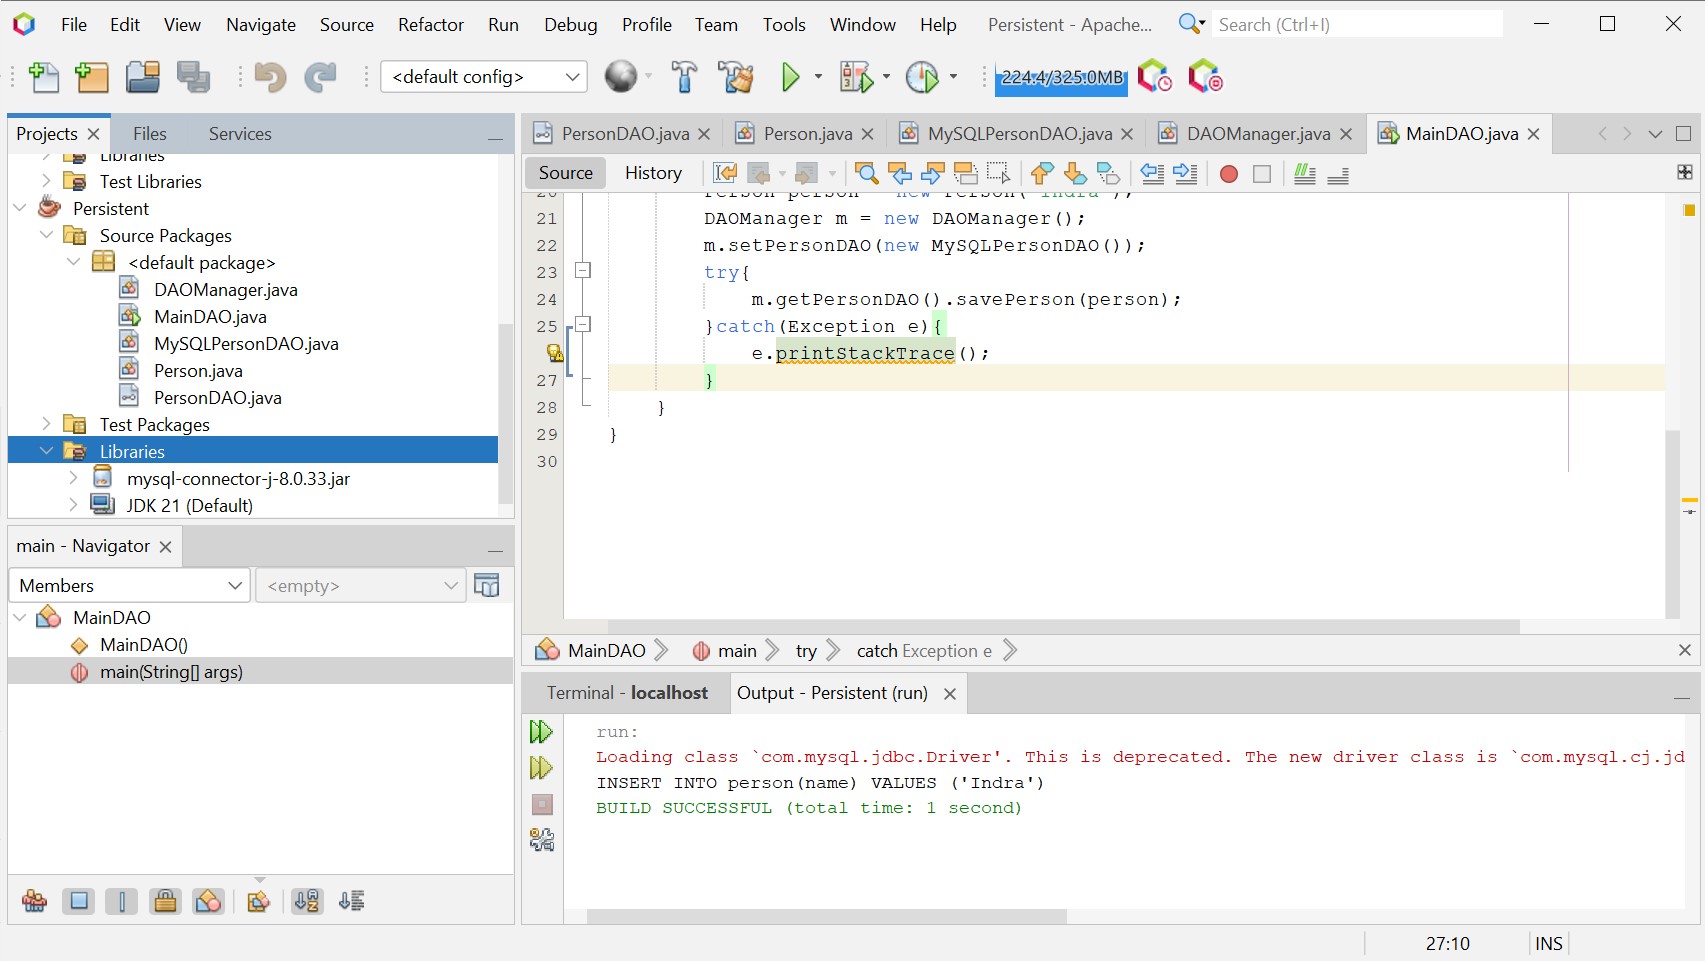 File Edit View Navigate Source Refactor Run Debug Profile Team Tools Window Help Persistent - Apache... Search (Ctrl+I)
<default config> 224.4/325.0MB
Projects Files Services
Libraries
Test Libraries
Persistent
Source Packages
<default package>
DAOManager.java
MainDAO.java
MySQLPersonDAO.java
Person.java
PersonDAO.java
Test Packages
Libraries
mysql-connector-j-8.0.33.jar
JDK 21 (Default)
main - Navigator
Members <empty>
MainDAO
MainDAO()
main(String[] args)
PersonDAO.java Person.java MySQLPersonDAO.java DAOManager.java MainDAO.java
Source History
20 Person person = new Person("Indra");
21 DAOManager m = new DAOManager();
22 m.setPersonDAO(new MySQLPersonDAO());
23 try{
24 m.getPersonDAO().savePerson(person);
25 }catch(Exception e){
e.printStackTrace();
27 }
28 }
29 }
30
MainDAO main try catch Exception e
Terminal - localhost Output - Persistent (run)
run:
Loading class `com.mysql.jdbc.Driver'. This is deprecated. The new driver class is `com.mysql.cj.jd
INSERT INTO person(name) VALUES ('Indra')
BUILD SUCCESSFUL (total time: 1 second)
27:10 INS